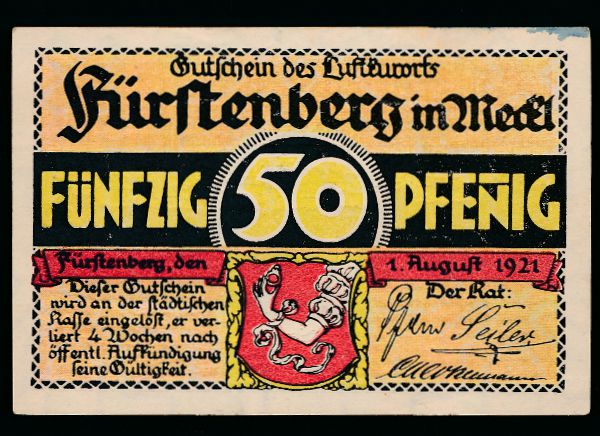 Gutschein des Luftkurorts
Fürstenberg in Meckl
FÜNFZIG 50 PFENIG
Fürstenberg, den 1. August 1921
Dieser Gutschein
wird an der städtischen
Kasse eingelöst, er ver-
liert 4 Wochen nach
öffentl. Aufkündigung
seine Gültigkeit.
Der Rat:
Seiler